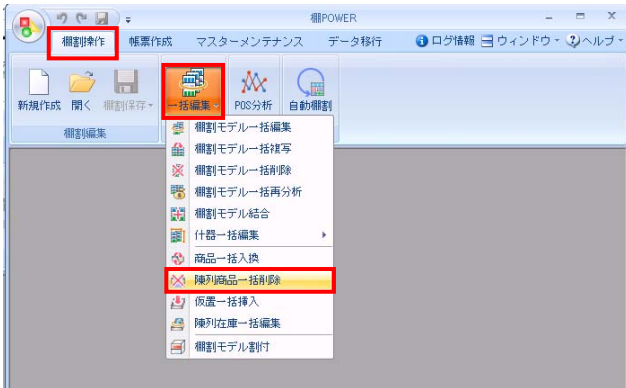 棚POWER
棚割操作 帳票作成 マスターメンテナンス データ移行 ログ情報 ウィンドウ ヘルプ
新規作成 開く 棚割保存 一括編集 POS分析 自動棚割
棚割編集
棚割モデル一括編集
棚割モデル一括複写
棚割モデル一括削除
棚割モデル一括再分析
棚割モデル結合
什器一括編集
商品一括入換
陳列商品一括削除
仮置一括挿入
陳列在庫一括編集
棚割モデル割付